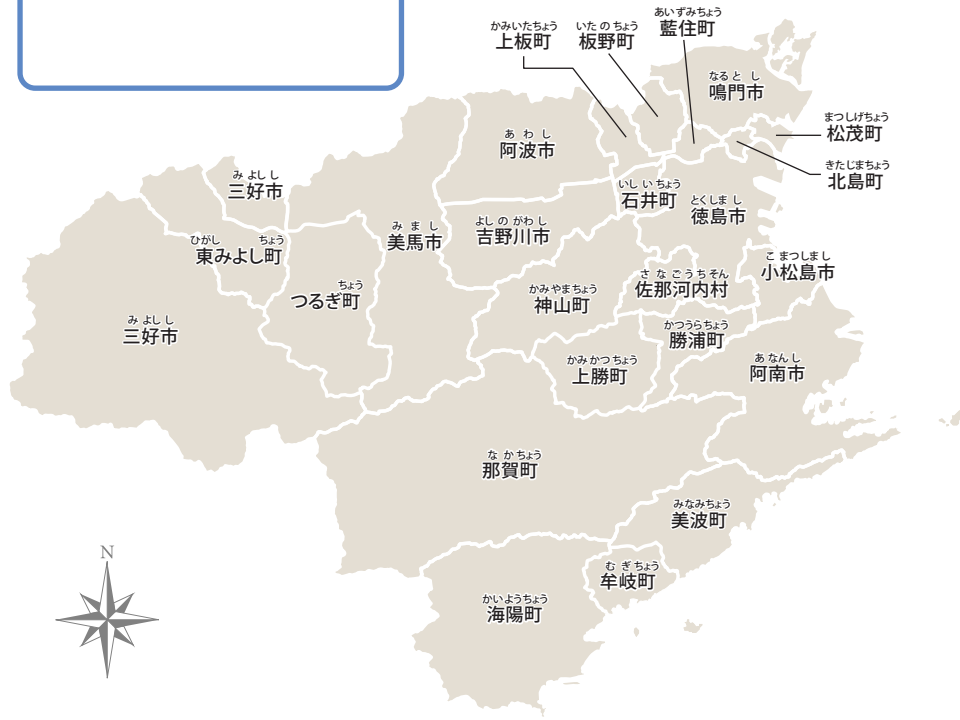 かみいたちょう
上板町
いたのちょう
板野町
あいずみちょう
藍住町
なるとし
鳴門市
まつしげちょう
松茂町
きたじまちょう
北島町
あわし
阿波市
いしいちょう
石井町
とくしまし
徳島市
みよしし
三好市
ひがし ちょう
東みよし町
みまし
美馬市
よしのがわし
吉野川市
こまつしまし
小松島市
さなごうちそん
佐那河内村
ちょう
つるぎ町
かみやまちょう
神山町
みよしし
三好市
かつうらちょう
勝浦町
かみかつちょう
上勝町
あなんし
阿南市
なかちょう
那賀町
みなみちょう
美波町
むぎちょう
牟岐町
かいようちょう
海陽町
N